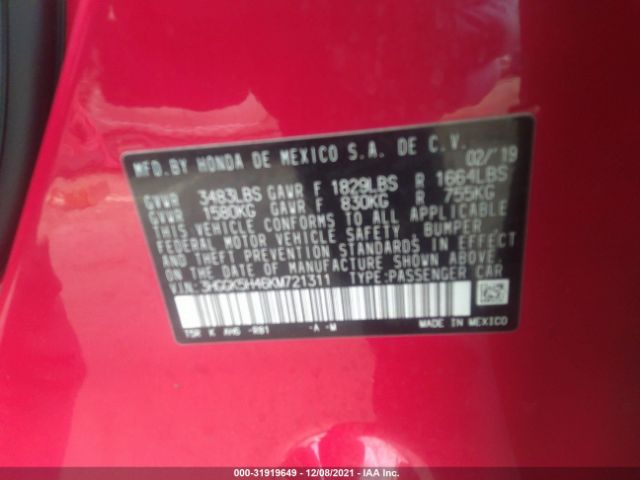 MFD.BY HONDA DE MEXICO S.A. DE C.V. 02/'19
GVWR 3483LBS GAWR F 1829LBS R 1664LBS
GVWR 1580KG GAWR F 830KG R 755KG
THIS VEHICLE CONFORMS TO ALL APPLICABLE
FEDERAL MOTOR VEHICLE SAFETY, BUMPER,
AND THEFT PREVENTION STANDARDS IN EFFECT
ON THE DATE OF MANUFACTURE SHOWN ABOVE.
VIN: 3HGGK5H46KM721311 TYPE:PASSENGER CAR
T5R K AH6 -R81 -A -M
MADE IN MEXICO
000-31919649 - 12/08/2021 - IAA Inc.